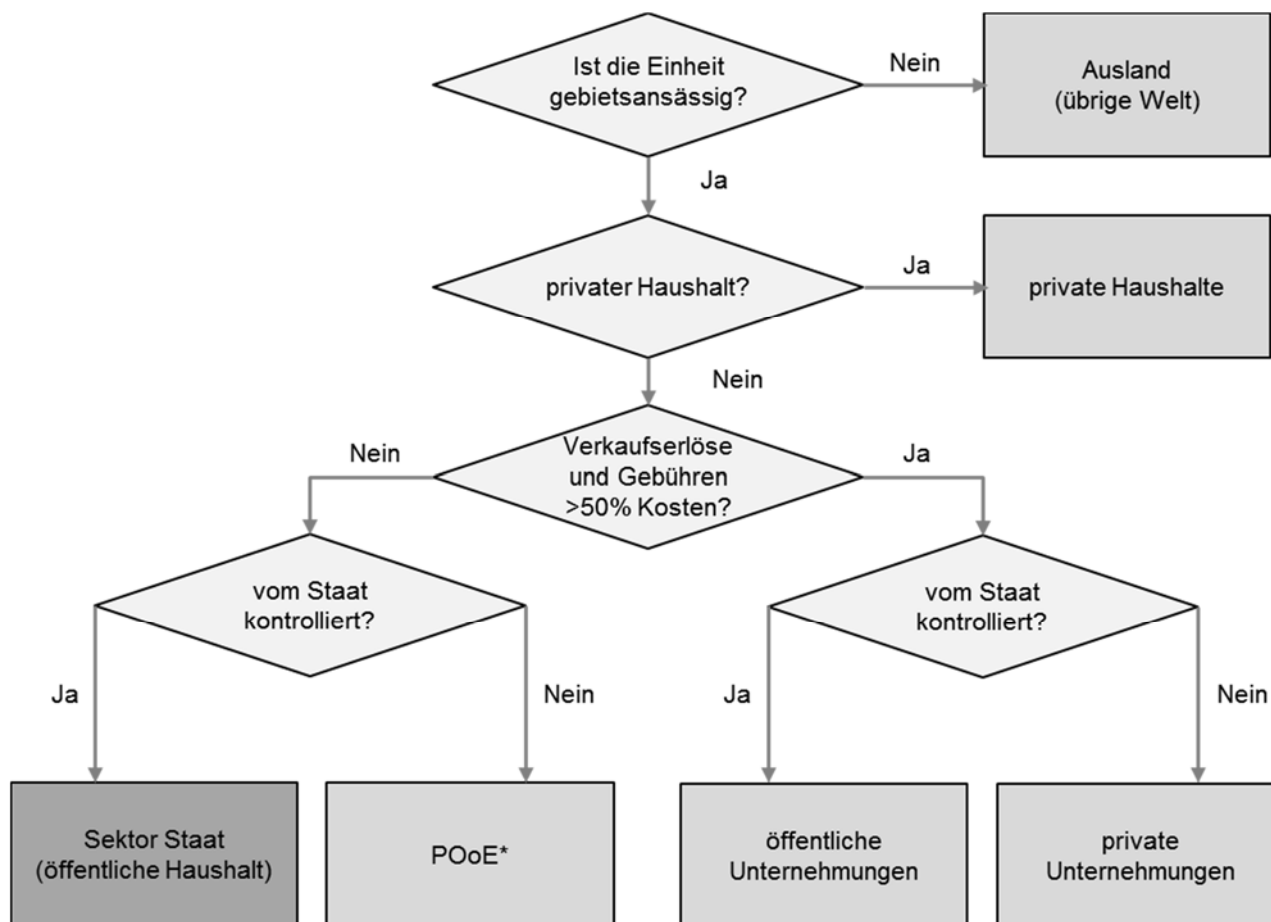 Ist die Einheit
gebietsansässig?
Nein
Ausland
(übrige Welt)
Ja
privater Haushalt?
Ja
private Haushalte
Nein
Verkaufserlöse
und Gebühren
>50% Kosten?
Nein
Ja
vom Staat
kontrolliert?
vom Staat
kontrolliert?
Ja
Nein
Ja
Nein
Sektor Staat
(öffentliche Haushalt)
POoE*
öffentliche
Unternehmungen
private
Unternehmungen